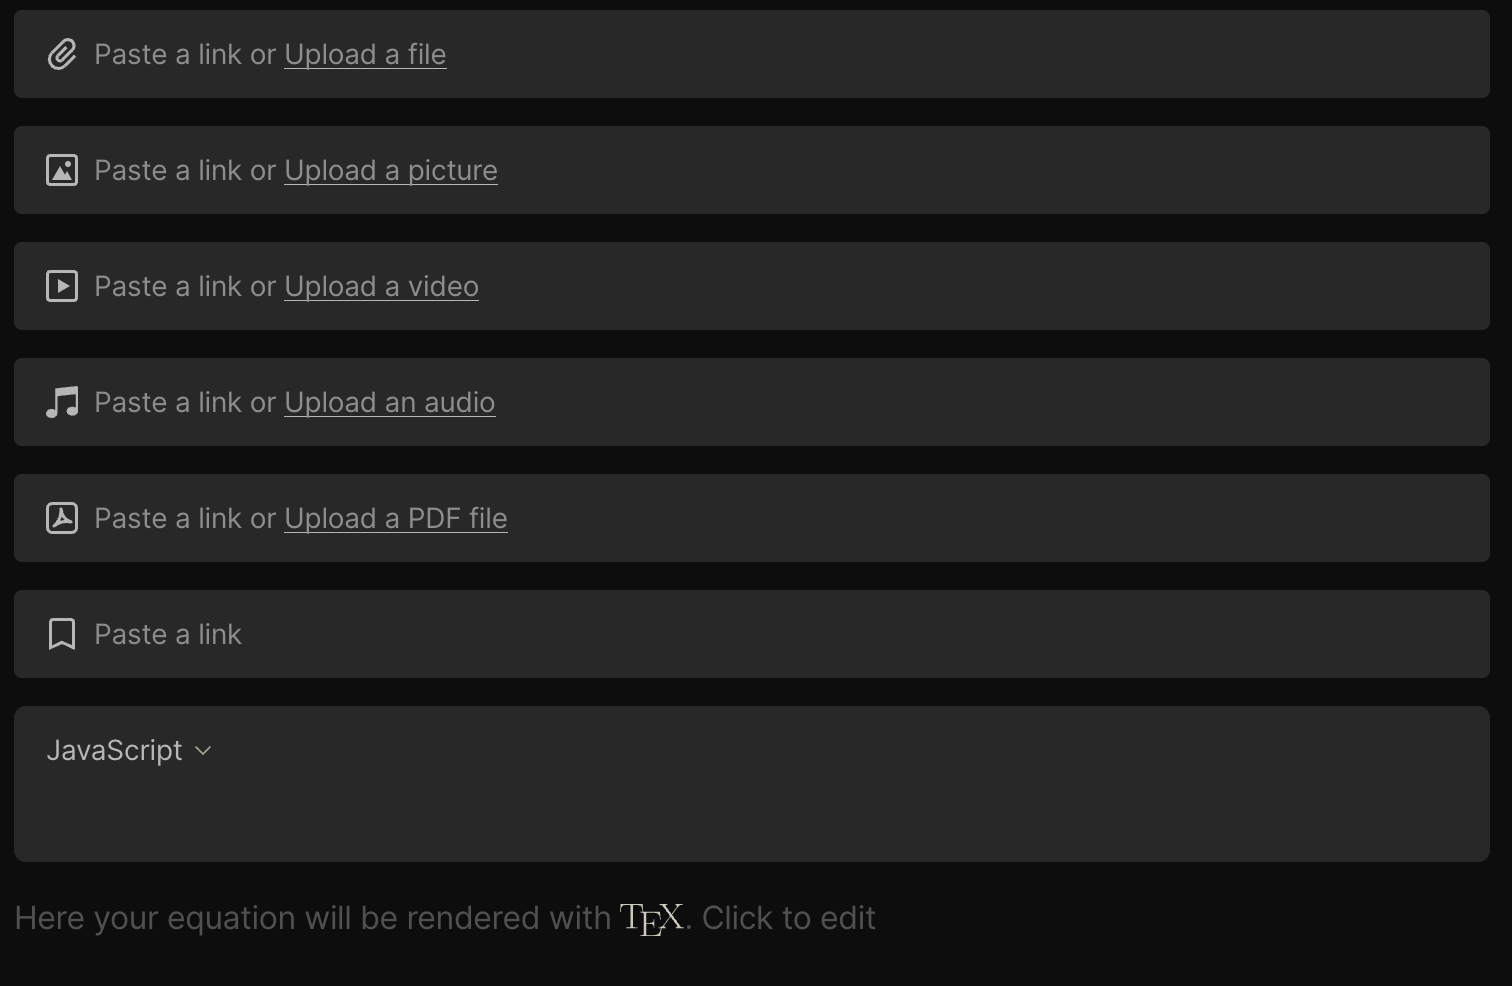 Paste a link or Upload a file
Paste a link or Upload a picture
Paste a link or Upload a video
Paste a link or Upload an audio
Paste a link or Upload a PDF file
Paste a link
JavaScript
Here your equation will be rendered with TEX. Click to edit